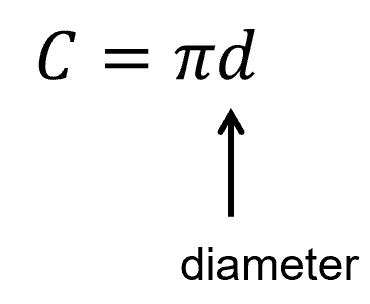 C = πd
diameter